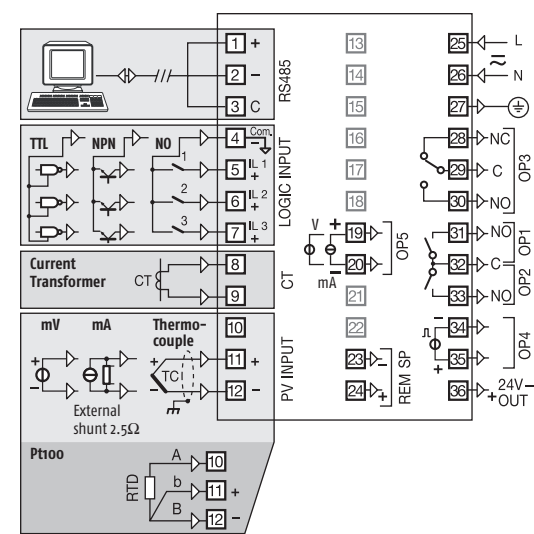 1 +
2 −
3 C
RS485
TTL NPN NO
1
2
3
4 Com.
5 IL 1 +
6 IL 2 +
7 IL 3 +
LOGIC INPUT
Current
Transformer
CT
8
9
CT
mV mA Thermo-
couple
+
−
+
TC
−
External
shunt 2.5Ω
10
11 +
12 −
PV INPUT
Pt100
RTD
A 10
b 11 +
B 12 −
13
14
15
16
17
18
V + 19
mA − 20
OP5
21
22
23 −
24 +
REM SP
25 L
26 N
27
28 NC
29 C
30 NO
OP3
31 NO
32 C
33 NO
OP1
OP2
− 34
+ 35
OP4
36 + 24V −
OUT